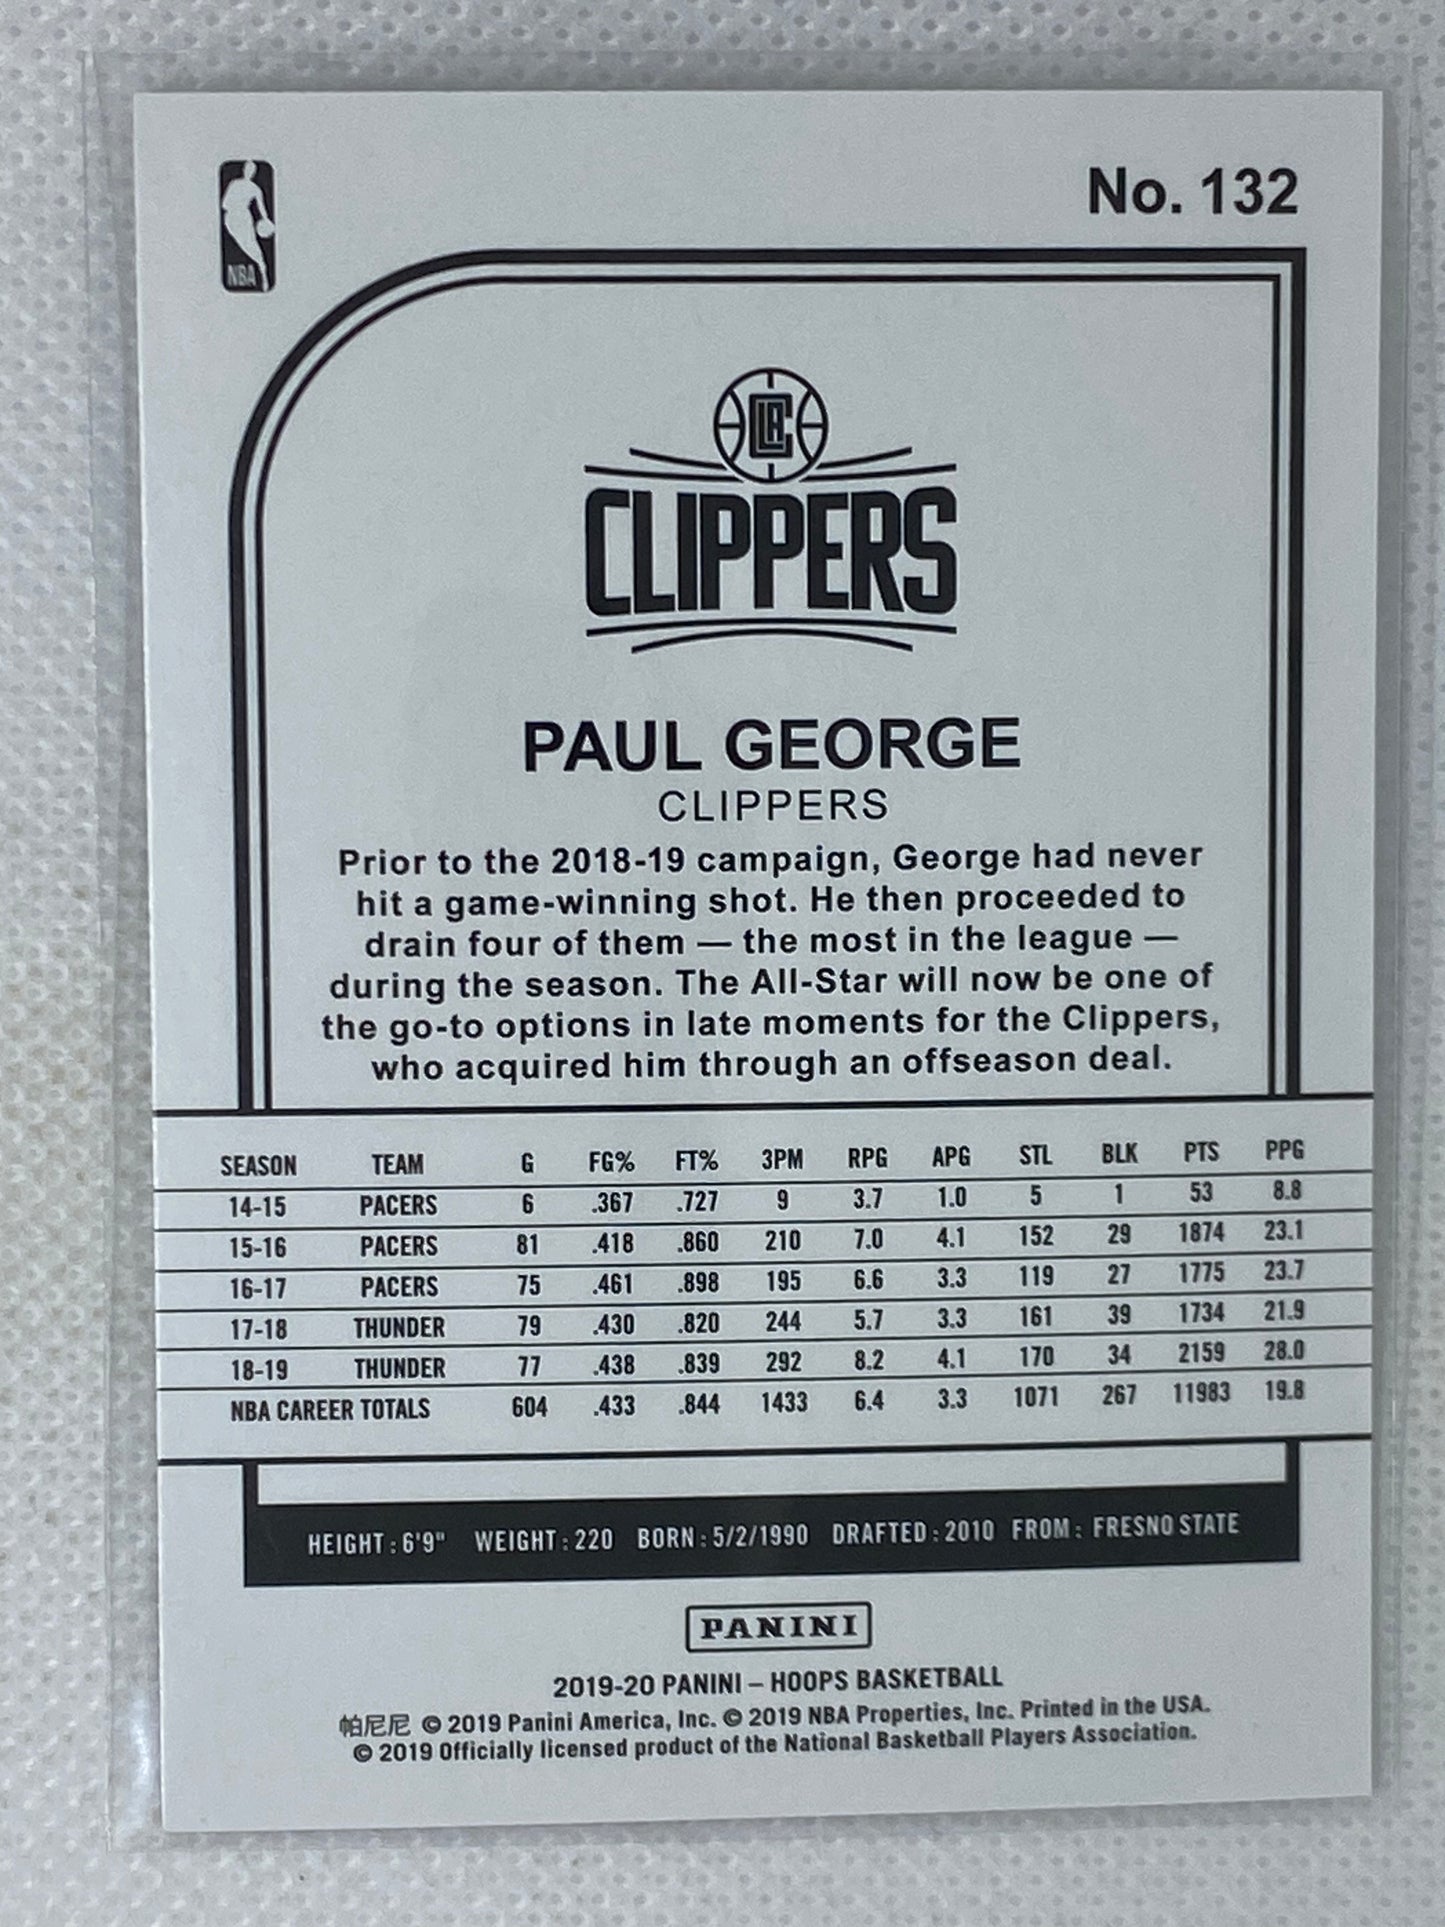 No. 132
NBA
LAC
CLIPPERS
PAUL GEORGE
CLIPPERS
Prior to the 2018-19 campaign, George had never
hit a game-winning shot. He then proceeded to
drain four of them — the most in the league —
during the season. The All-Star will now be one of
the go-to options in late moments for the Clippers,
who acquired him through an offseason deal.
SEASON TEAM G FG% FT% 3PM RPG APG STL BLK PTS PPG
14-15 PACERS 6 .367 .727 9 3.7 1.0 5 1 53 8.8
15-16 PACERS 81 .418 .860 210 7.0 4.1 152 29 1874 23.1
16-17 PACERS 75 .461 .898 195 6.6 3.3 119 27 1775 23.7
17-18 THUNDER 79 .430 .820 244 5.7 3.3 161 39 1734 21.9
18-19 THUNDER 77 .438 .839 292 8.2 4.1 170 34 2159 28.0
NBA CAREER TOTALS 604 .433 .844 1433 6.4 3.3 1071 267 11983 19.8
HEIGHT: 6'9" WEIGHT: 220 BORN: 5/2/1990 DRAFTED: 2010 FROM: FRESNO STATE
PANINI
2019-20 PANINI – HOOPS BASKETBALL
帕尼尼 © 2019 Panini America, Inc. © 2019 NBA Properties, Inc. Printed in the USA.
© 2019 Officially licensed product of the National Basketball Players Association.